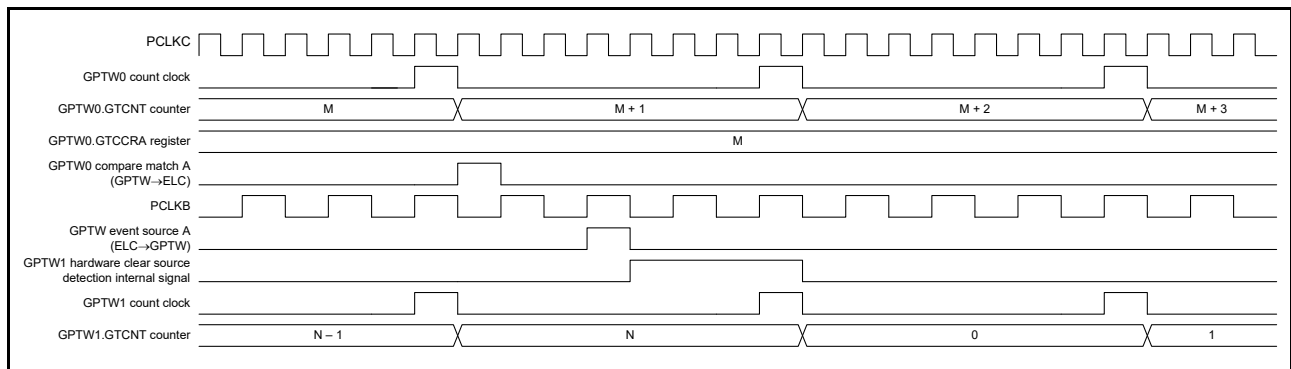 PCLKC
GPTW0 count clock
GPTW0.GTCNT counter
M
M + 1
M + 2
M + 3
GPTW0.GTCCRA register
M
GPTW0 compare match A
(GPTW→ELC)
PCLKB
GPTW event source A
(ELC→GPTW)
GPTW1 hardware clear source
detection internal signal
GPTW1 count clock
GPTW1.GTCNT counter
N – 1
N
0
1